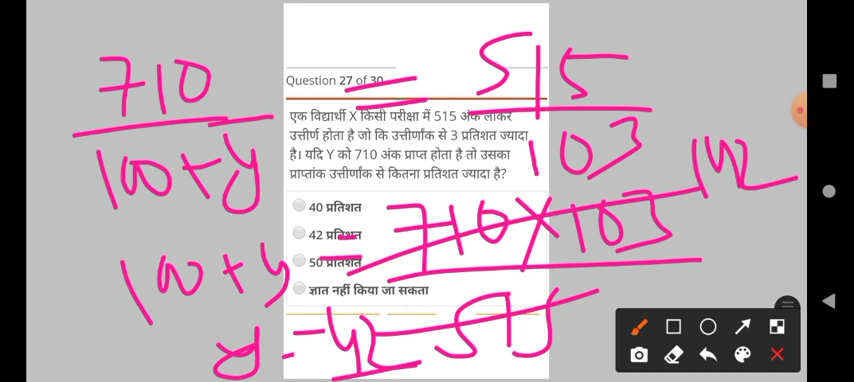 Question 27 of 30
एक विद्यार्थी X किसी परीक्षा में 515 अंक लाकर
उत्तीर्ण होता है जो कि उत्तीर्णांक से 3 प्रतिशत ज्यादा
है। यदि Y को 710 अंक प्राप्त होता है तो उसका
प्राप्तांक उत्तीर्णांक से कितना प्रतिशत ज्यादा है?
40 प्रतिशत
42 प्रतिशत
50 प्रतिशत
ज्ञात नहीं किया जा सकता
710 = 515
100+y 103
100+y = 710×103 142
515
y = 42